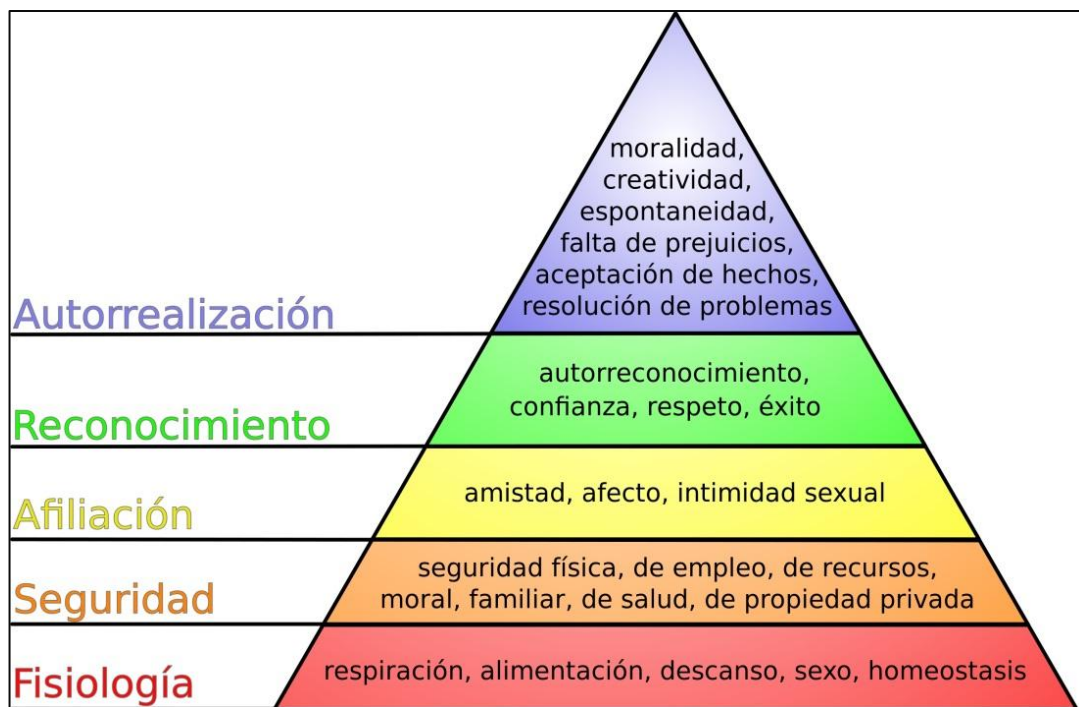 moralidad,
creatividad,
espontaneidad,
falta de prejuicios,
aceptación de hechos,
resolución de problemas
Autorrealización
autorreconocimiento,
confianza, respeto, éxito
Reconocimiento
amistad, afecto, intimidad sexual
Afiliación
seguridad física, de empleo, de recursos,
moral, familiar, de salud, de propiedad privada
Seguridad
respiración, alimentación, descanso, sexo, homeostasis
Fisiología